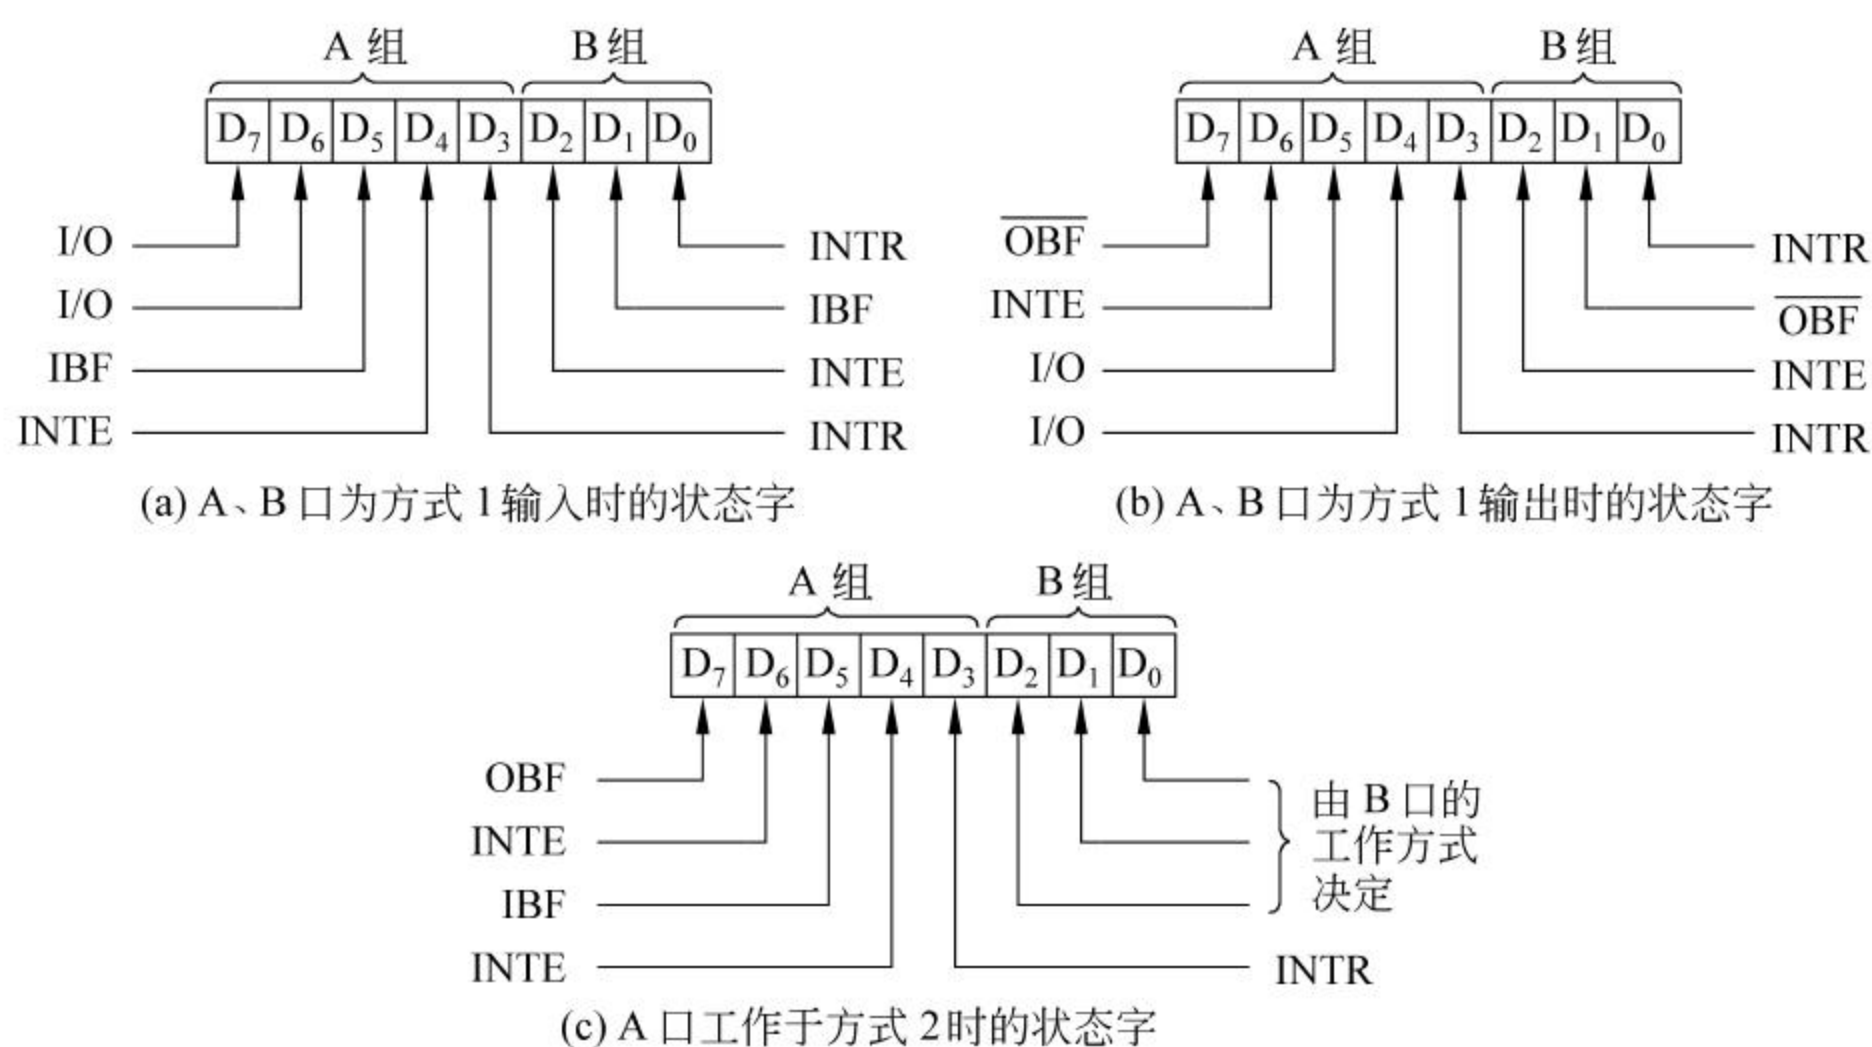 A 组 B 组
D7 D6 D5 D4 D3 D2 D1 D0
I/O
I/O
IBF
INTE
INTR
IBF
INTE
INTR
(a) A、B 口为方式 1 输入时的状态字
A 组 B 组
D7 D6 D5 D4 D3 D2 D1 D0
O̅B̅F̅
INTE
I/O
I/O
INTR
O̅B̅F̅
INTE
INTR
(b) A、B 口为方式 1 输出时的状态字
A 组 B 组
D7 D6 D5 D4 D3 D2 D1 D0
OBF
INTE
IBF
INTE
由 B 口的
工作方式
决定
INTR
(c) A 口工作于方式 2 时的状态字